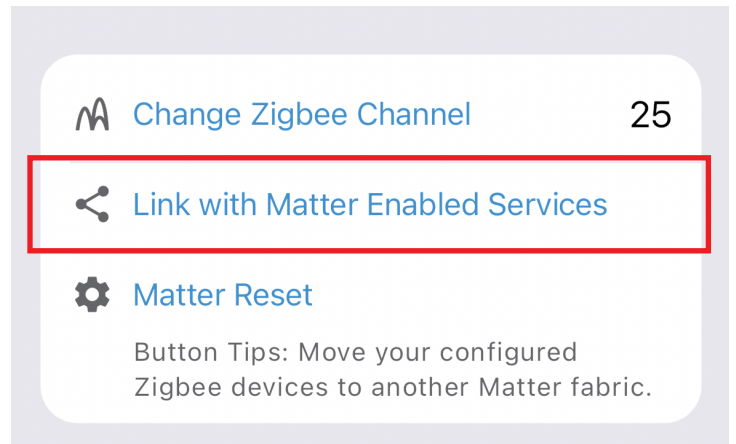 Change Zigbee Channel 25
Link with Matter Enabled Services
Matter Reset
Button Tips: Move your configured
Zigbee devices to another Matter fabric.